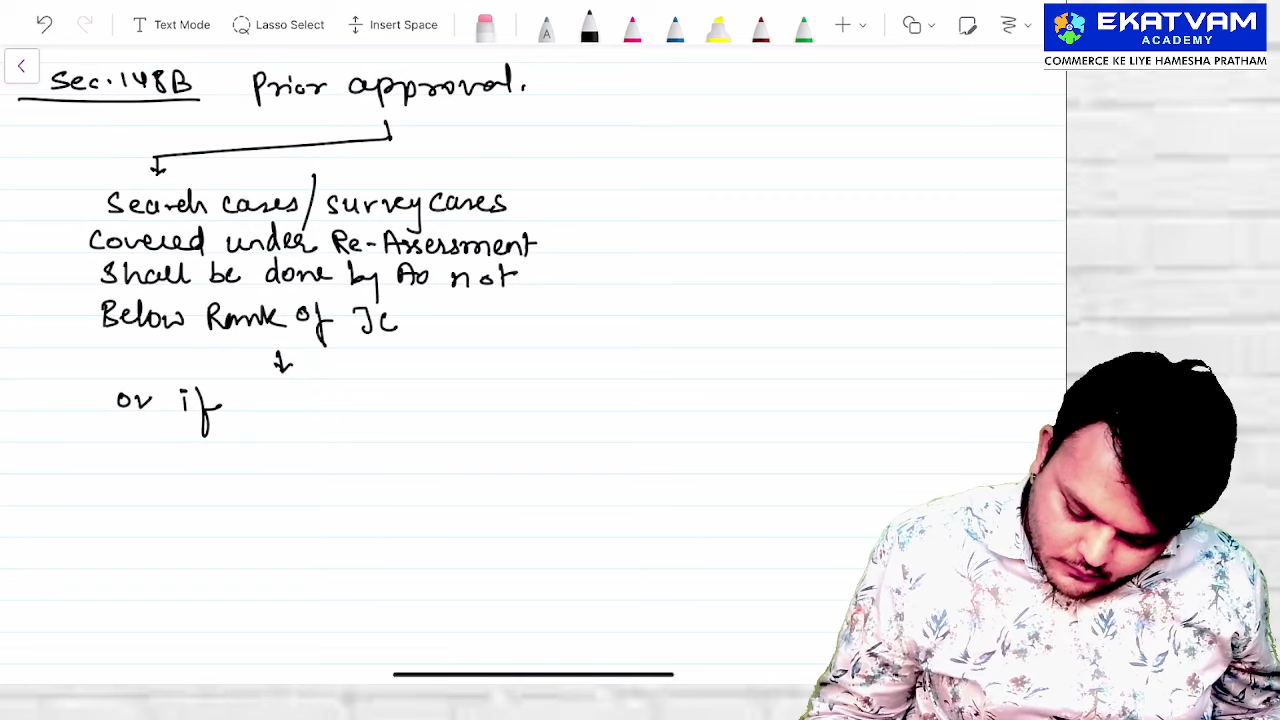 Text Mode Lasso Select Insert Space
A
EKATVAM
ACADEMY
COMMERCE KE LIYE HAMESHA PRATHAM
Sec. 148B Prior approval.
Search cases/survey cases
Covered under Re-Assessment
Shall be done by AO not
Below Rank of JC
or if